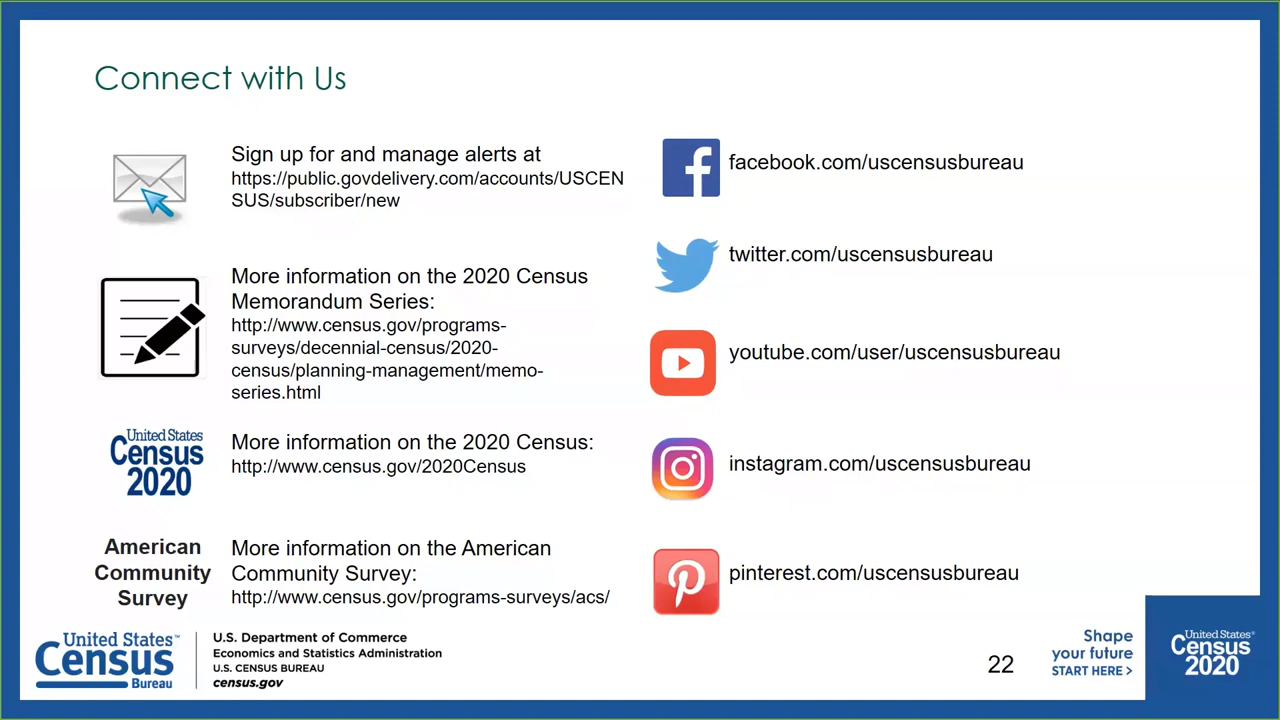 Connect with Us
Sign up for and manage alerts at
https://public.govdelivery.com/accounts/USCEN
SUS/subscriber/new
More information on the 2020 Census
Memorandum Series:
http://www.census.gov/programs-
surveys/decennial-census/2020-
census/planning-management/memo-
series.html
United States
Census
2020
More information on the 2020 Census:
http://www.census.gov/2020Census
American
Community
Survey
More information on the American
Community Survey:
http://www.census.gov/programs-surveys/acs/
facebook.com/uscensusbureau
twitter.com/uscensusbureau
youtube.com/user/uscensusbureau
instagram.com/uscensusbureau
pinterest.com/uscensusbureau
United States™
Census
Bureau
U.S. Department of Commerce
Economics and Statistics Administration
U.S. CENSUS BUREAU
census.gov
22
Shape
your future
START HERE >
United States®
Census
2020